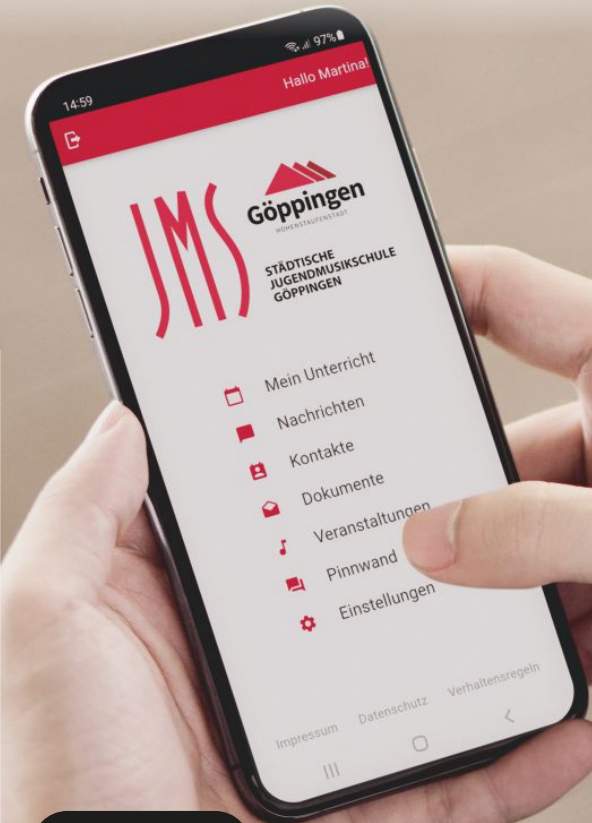 14:59
97%
Hallo Martina!
JMS
Göppingen
HOHENSTAUFENSTADT
STÄDTISCHE
JUGENDMUSIKSCHULE
GÖPPINGEN
Mein Unterricht
Nachrichten
Kontakte
Dokumente
Veranstaltungen
Pinnwand
Einstellungen
Impressum Datenschutz Verhaltensregeln